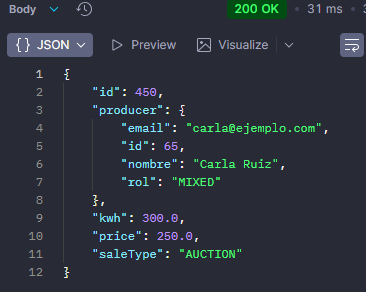 Body 200 OK • 31 ms •
{} JSON Preview Visualize
1 {
2 "id": 450,
3 "producer": {
4 "email": "carla@ejemplo.com",
5 "id": 65,
6 "nombre": "Carla Ruiz",
7 "rol": "MIXED"
8 },
9 "kwh": 300.0,
10 "price": 250.0,
11 "saleType": "AUCTION"
12 }